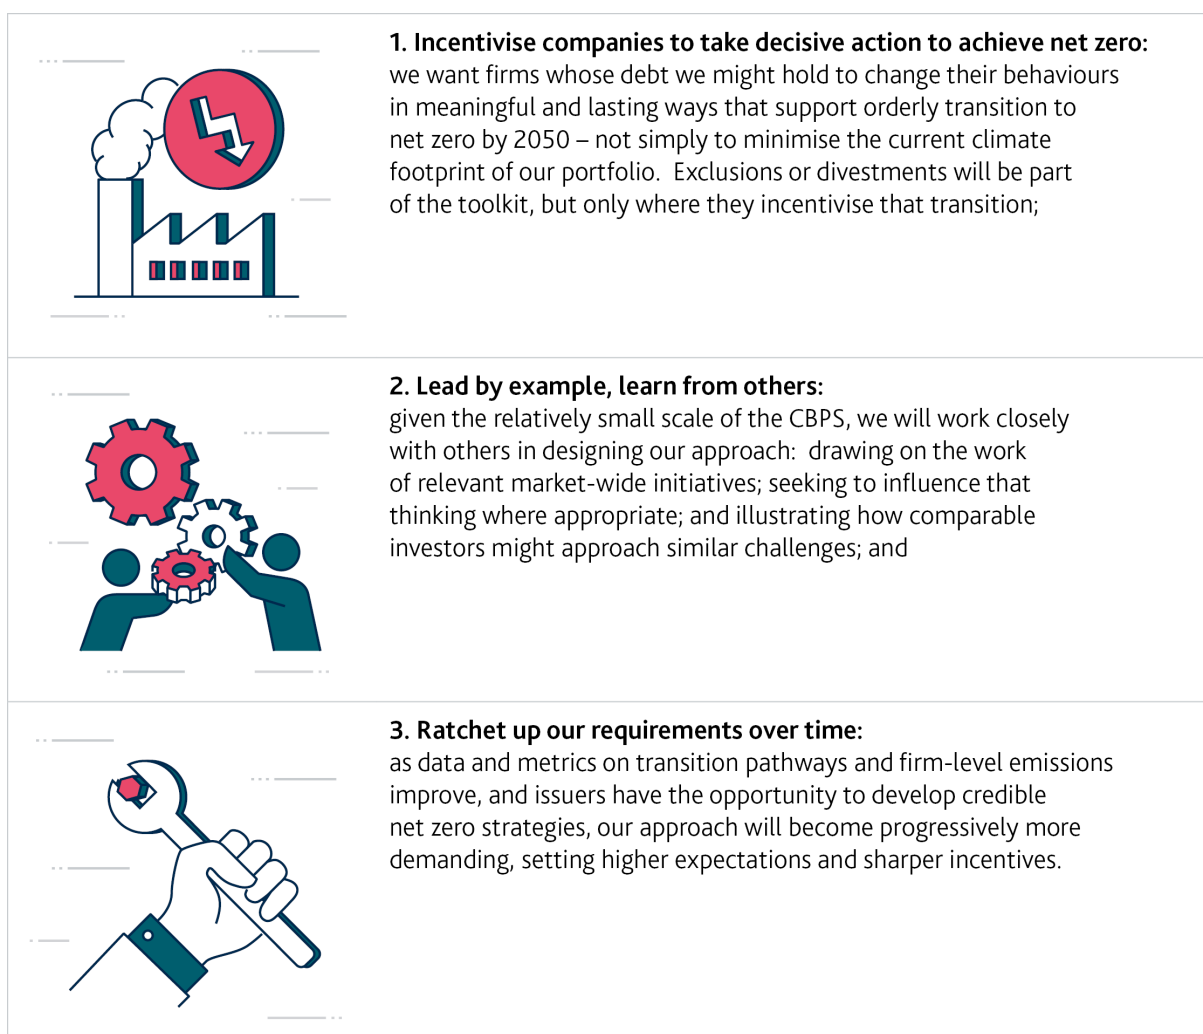 1. Incentivise companies to take decisive action to achieve net zero:
we want firms whose debt we might hold to change their behaviours
in meaningful and lasting ways that support orderly transition to
net zero by 2050 – not simply to minimise the current climate
footprint of our portfolio.  Exclusions or divestments will be part
of the toolkit, but only where they incentivise that transition;
2. Lead by example, learn from others:
given the relatively small scale of the CBPS, we will work closely
with others in designing our approach:  drawing on the work
of relevant market-wide initiatives; seeking to influence that
thinking where appropriate; and illustrating how comparable
investors might approach similar challenges; and
3. Ratchet up our requirements over time:
as data and metrics on transition pathways and firm-level emissions
improve, and issuers have the opportunity to develop credible
net zero strategies, our approach will become progressively more
demanding, setting higher expectations and sharper incentives.